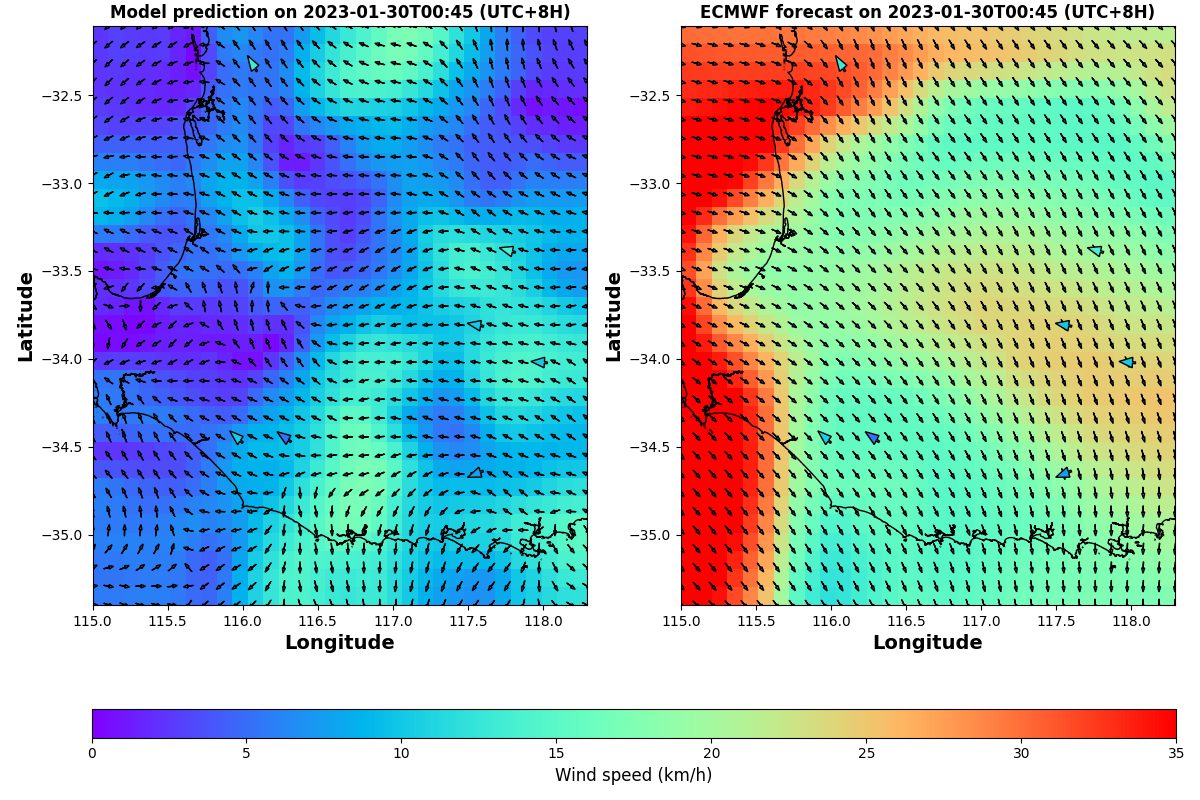 Model prediction on 2023-01-30T00:45 (UTC+8H)
ECMWF forecast on 2023-01-30T00:45 (UTC+8H)
Latitude
−32.5
−33.0
−33.5
−34.0
−34.5
−35.0
115.0 115.5 116.0 116.5 117.0 117.5 118.0
Longitude
Latitude
−32.5
−33.0
−33.5
−34.0
−34.5
−35.0
115.0 115.5 116.0 116.5 117.0 117.5 118.0
Longitude
0 5 10 15 20 25 30 35
Wind speed (km/h)